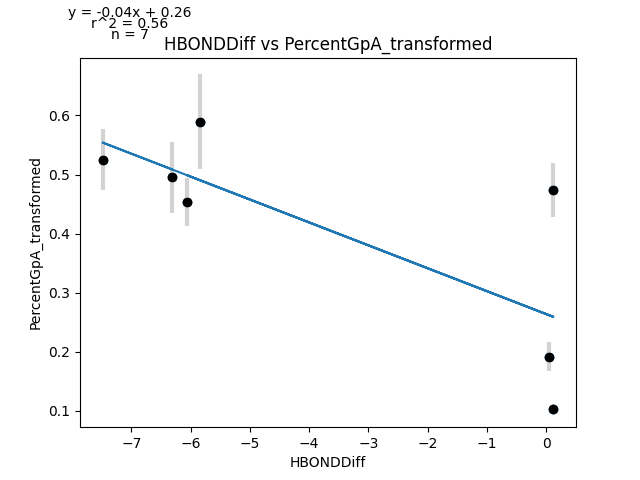 y = -0.04x + 0.26
r^2 = 0.56
n = 7
HBONDDiff vs PercentGpA_transformed
PercentGpA_transformed
0.6
0.5
0.4
0.3
0.2
0.1
−7 −6 −5 −4 −3 −2 −1 0
HBONDDiff